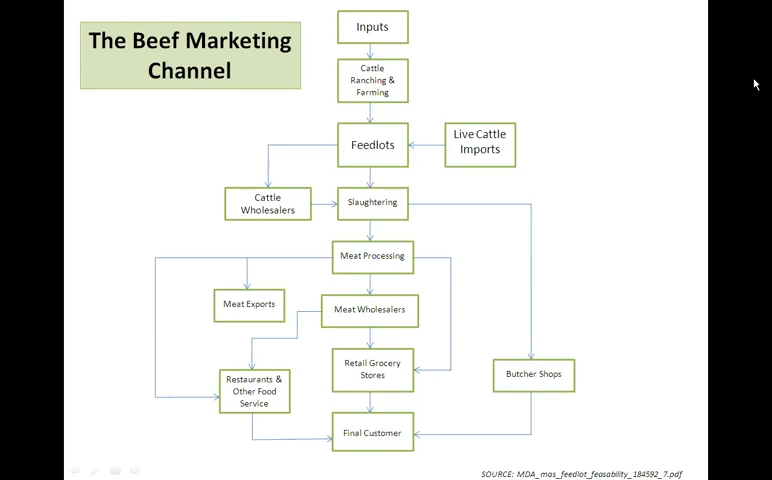 The Beef Marketing
Channel
Inputs
Cattle
Ranching &
Farming
Feedlots
Live Cattle
Imports
Cattle
Wholesalers
Slaughtering
Meat Processing
Meat Exports
Meat Wholesalers
Retail Grocery
Stores
Restaurants &
Other Food
Service
Butcher Shops
Final Customer
SOURCE: MDA_mas_feedlot_feasability_184592_7.pdf